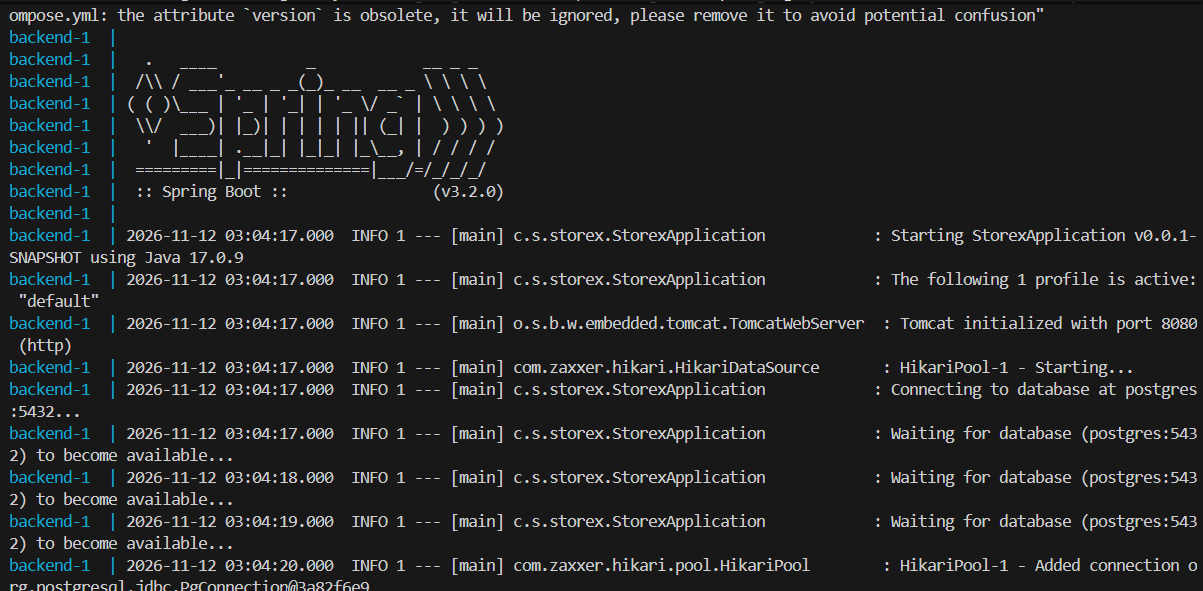 ompose.yml: the attribute `version` is obsolete, it will be ignored, please remove it to avoid potential confusion"
backend-1  |
backend-1  |   .   ____          _            __ _ _
backend-1  |  /\\ / ___'_ __ _ _(_)_ __  __ _ \ \ \ \
backend-1  | ( ( )\___ | '_ | '_| | '_ \/ _` | \ \ \ \
backend-1  |  \\/  ___)| |_)| | | | | || (_| |  ) ) ) )
backend-1  |   '  |____| .__|_| |_|_| |_\__, | / / / /
backend-1  |  =========|_|==============|___/=/_/_/_/
backend-1  |  :: Spring Boot ::                (v3.2.0)
backend-1  |
backend-1  | 2026-11-12 03:04:17.000  INFO 1 --- [main] c.s.storex.StorexApplication            : Starting StorexApplication v0.0.1-
SNAPSHOT using Java 17.0.9
backend-1  | 2026-11-12 03:04:17.000  INFO 1 --- [main] c.s.storex.StorexApplication            : The following 1 profile is active:
 "default"
backend-1  | 2026-11-12 03:04:17.000  INFO 1 --- [main] o.s.b.w.embedded.tomcat.TomcatWebServer  : Tomcat initialized with port 8080
 (http)
backend-1  | 2026-11-12 03:04:17.000  INFO 1 --- [main] com.zaxxer.hikari.HikariDataSource       : HikariPool-1 - Starting...
backend-1  | 2026-11-12 03:04:17.000  INFO 1 --- [main] c.s.storex.StorexApplication            : Connecting to database at postgres
:5432...
backend-1  | 2026-11-12 03:04:17.000  INFO 1 --- [main] c.s.storex.StorexApplication            : Waiting for database (postgres:543
2) to become available...
backend-1  | 2026-11-12 03:04:18.000  INFO 1 --- [main] c.s.storex.StorexApplication            : Waiting for database (postgres:543
2) to become available...
backend-1  | 2026-11-12 03:04:19.000  INFO 1 --- [main] c.s.storex.StorexApplication            : Waiting for database (postgres:543
2) to become available...
backend-1  | 2026-11-12 03:04:20.000  INFO 1 --- [main] com.zaxxer.hikari.pool.HikariPool        : HikariPool-1 - Added connection o
rg.postgresql.jdbc.PgConnection@3a82f6e9